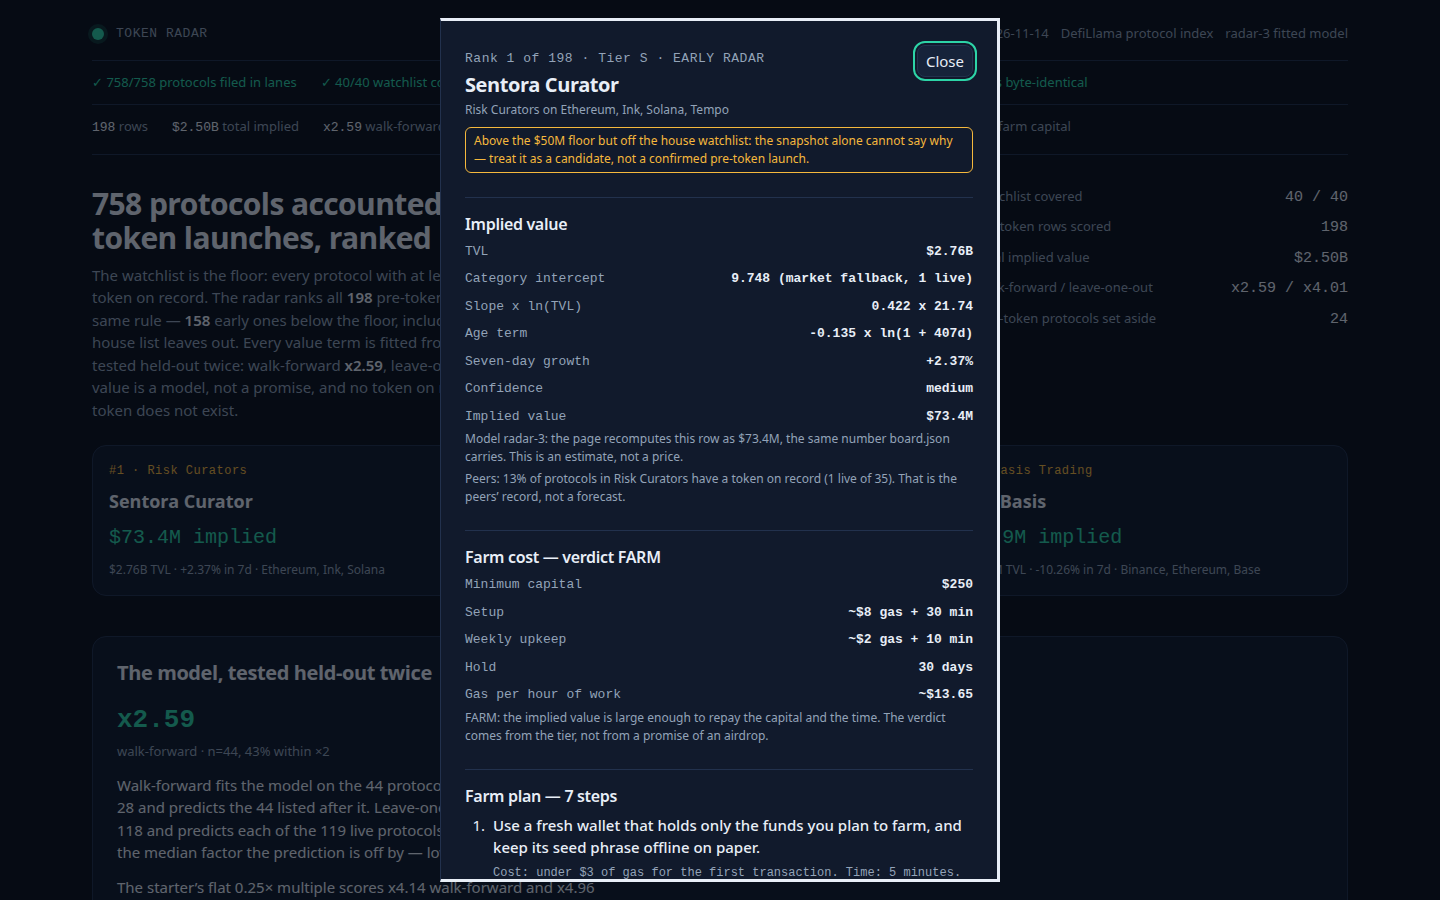 TOKEN RADAR
26-11-14 DefiLlama protocol index radar-3 fitted model
✓ 758/758 protocols filed in lanes ✓ 40/40 watchlist
byte-identical
198 rows $2.50B total implied x2.59 walk-forward
farm capital
758 protocols accounted
token launches, ranked
The watchlist is the floor: every protocol with at
token on record. The radar ranks all 198 pre-token
same rule — 158 early ones below the floor,
house list leaves out. Every value term is fitted
tested held-out twice: walk-forward x2.59,
value is a model, not a promise, and no token on
token does not exist.
covered 40 / 40
token rows scored 198
implied value $2.50B
/ leave-one-out x2.59 / x4.01
-token protocols set aside 24
#1 · Risk Curators
Sentora Curator
$73.4M implied
$2.76B TVL · +2.37% in 7d · Ethereum, Ink, Solana
Trading
Basis
9M implied
TVL · -10.26% in 7d · Binance, Ethereum, Base
The model, tested held-out twice
x2.59
walk-forward · n=44, 43% within ×2
Walk-forward fits the model on the 44
28 and predicts the 44 listed after it.
118 and predicts each of the 119 live protocols
the median factor the prediction is off by —
The starter's flat 0.25× multiple scores x4.14 walk-forward and x4.96
Rank 1 of 198 · Tier S · EARLY RADAR
Close
Sentora Curator
Risk Curators on Ethereum, Ink, Solana, Tempo
Above the $50M floor but off the house watchlist: the snapshot alone cannot say why
— treat it as a candidate, not a confirmed pre-token launch.
Implied value
TVL $2.76B
Category intercept 9.748 (market fallback, 1 live)
Slope x ln(TVL) 0.422 x 21.74
Age term -0.135 x ln(1 + 407d)
Seven-day growth +2.37%
Confidence medium
Implied value $73.4M
Model radar-3: the page recomputes this row as $73.4M, the same number board.json
carries. This is an estimate, not a price.
Peers: 13% of protocols in Risk Curators have a token on record (1 live of 35). That is the
peers' record, not a forecast.
Farm cost — verdict FARM
Minimum capital $250
Setup ~$8 gas + 30 min
Weekly upkeep ~$2 gas + 10 min
Hold 30 days
Gas per hour of work ~$13.65
FARM: the implied value is large enough to repay the capital and the time. The verdict
comes from the tier, not from a promise of an airdrop.
Farm plan — 7 steps
1. Use a fresh wallet that holds only the funds you plan to farm, and
keep its seed phrase offline on paper.
Cost: under $3 of gas for the first transaction. Time: 5 minutes.